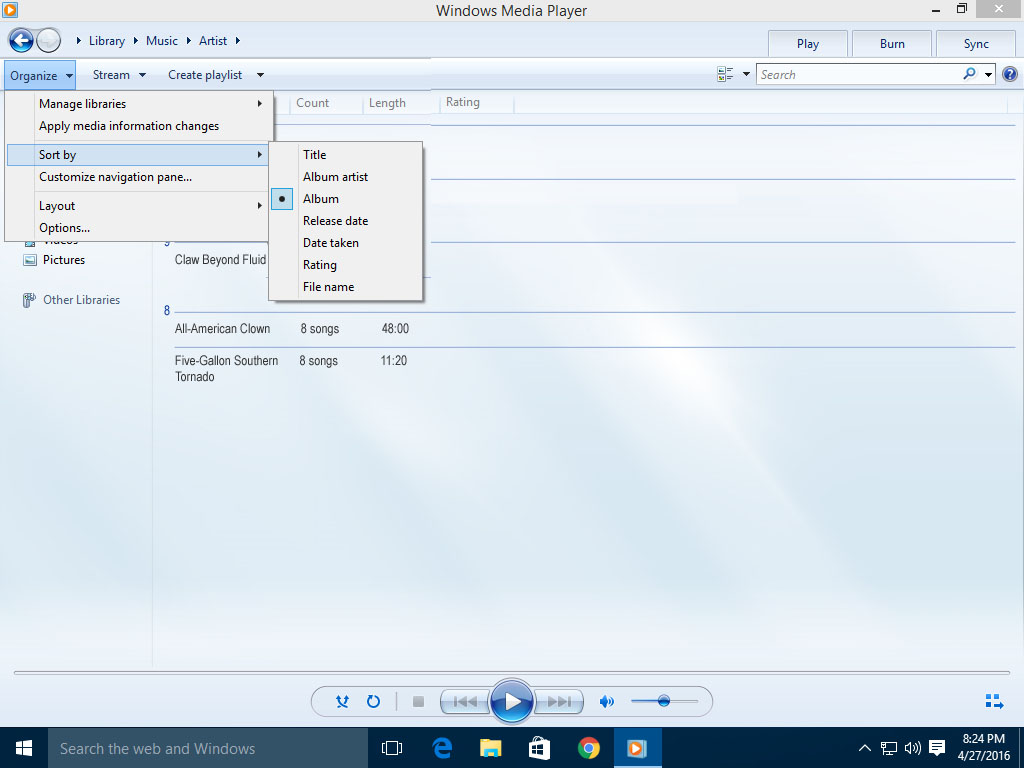 Windows Media Player
Library Music Artist
Play Burn Sync
Organize Stream Create playlist
Search
Manage libraries
Apply media information changes
Sort by
Customize navigation pane...
Layout
Options...
Title
Album artist
Album
Release date
Date taken
Rating
File name
Count Length Rating
Videos
Pictures
Other Libraries
9
Claw Beyond Fluid
8
All-American Clown 8 songs 48:00
Five-Gallon Southern 8 songs 11:20
Tornado
Search the web and Windows
8:24 PM
4/27/2016